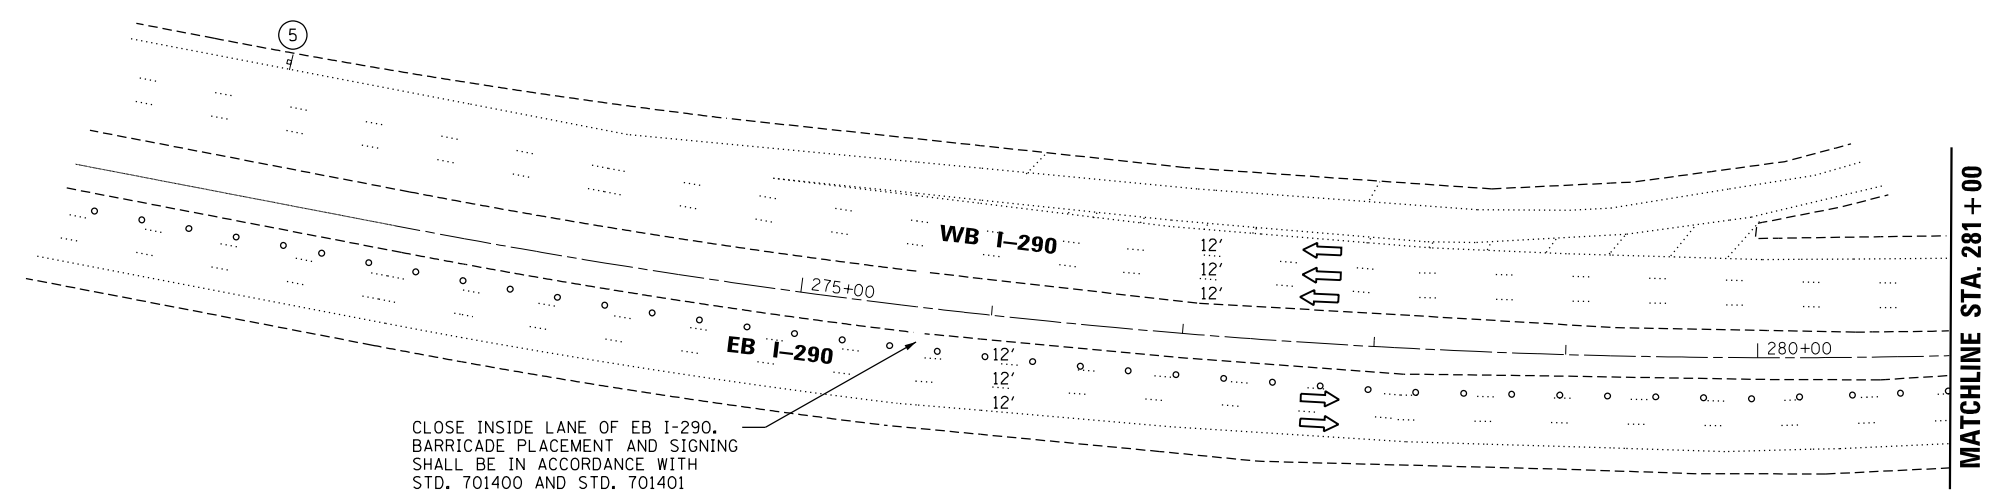 5
WB I-290
12'
12'
12'
275+00
280+00
EB I-290
12'
12'
12'
CLOSE INSIDE LANE OF EB I-290.
BARRICADE PLACEMENT AND SIGNING
SHALL BE IN ACCORDANCE WITH
STD. 701400 AND STD. 701401
MATCHLINE STA. 281+00